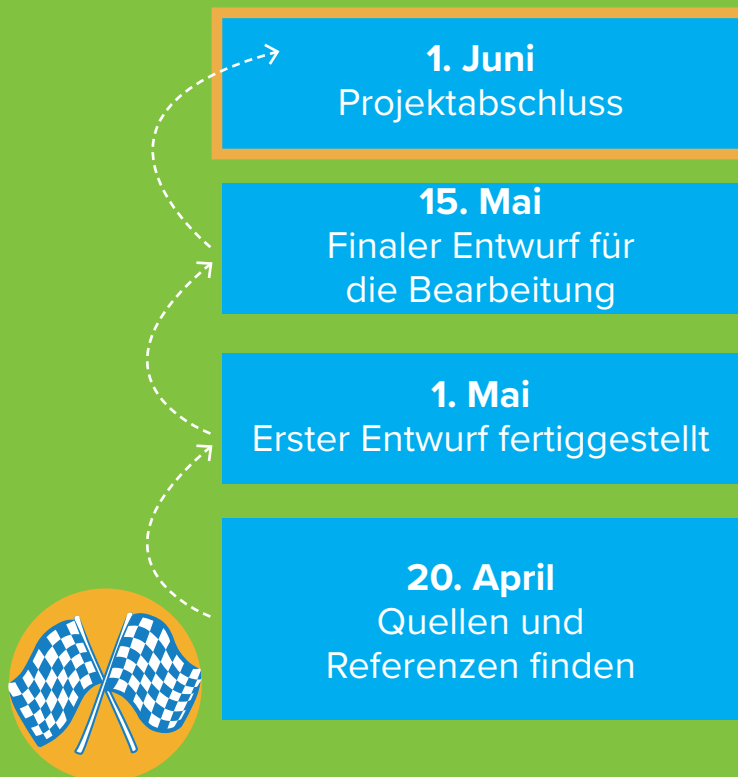 1. Juni
Projektabschluss
15. Mai
Finaler Entwurf für
die Bearbeitung
1. Mai
Erster Entwurf fertiggestellt
20. April
Quellen und
Referenzen finden